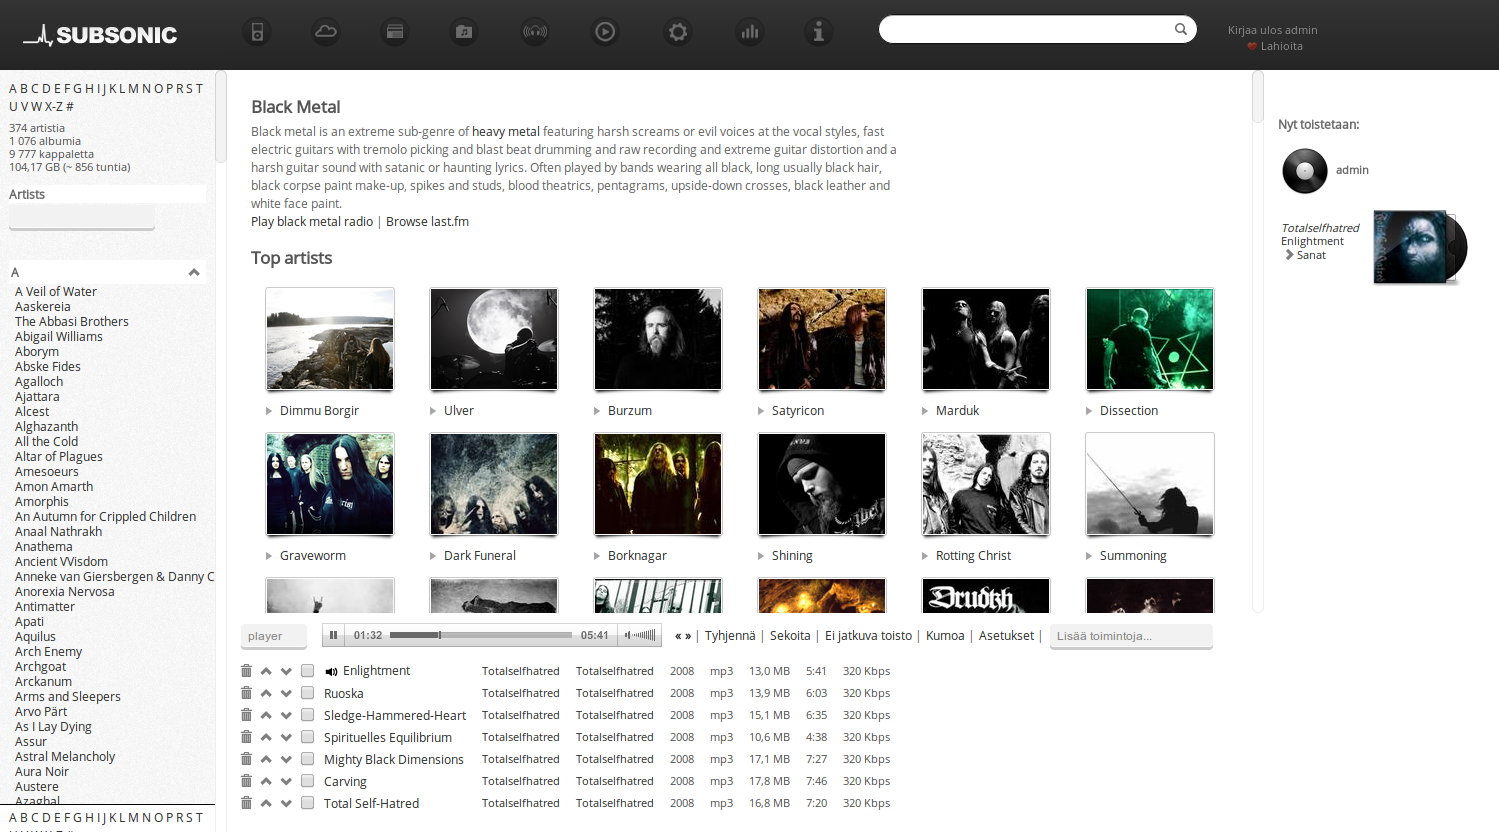 SUBSONIC
Kirjaa ulos admin
Lahioita
A B C D E F G H I J K L M N O P R S T
U V W X-Z #
374 artistia
1 076 albumia
9 777 kappaletta
104,17 GB (~ 856 tuntia)
Artists
A
A Veil of Water
Aaskereia
The Abbasi Brothers
Abigail Williams
Aborym
Abske Fides
Agalloch
Ajattara
Alcest
Alghazanth
All the Cold
Altar of Plagues
Amesoeurs
Amon Amarth
Amorphis
An Autumn for Crippled Children
Anaal Nathrakh
Anathema
Ancient VVisdom
Anneke van Giersbergen & Danny C
Anorexia Nervosa
Antimatter
Apati
Aquilus
Arch Enemy
Archgoat
Arckanum
Arms and Sleepers
Arvo Pärt
As I Lay Dying
Assur
Astral Melancholy
Aura Noir
Austere
Azaghal
A B C D E F G H I J K L M N O P R S T
Black Metal
Black metal is an extreme sub-genre of heavy metal featuring harsh screams or evil voices at the vocal styles, fast
electric guitars with tremolo picking and blast beat drumming and raw recording and extreme guitar distortion and a
harsh guitar sound with satanic or haunting lyrics. Often played by bands wearing all black, long usually black hair,
black corpse paint make-up, spikes and studs, blood theatrics, pentagrams, upside-down crosses, black leather and
white face paint.
Play black metal radio | Browse last.fm
Top artists
Dimmu Borgir
Ulver
Burzum
Satyricon
Marduk
Dissection
Graveworm
Dark Funeral
Borknagar
Shining
Rotting Christ
Summoning
Drudkh
player
01:32
05:41
« » | Tyhjennä | Sekoita | Ei jatkuva toisto | Kumoa | Asetukset |
Lisää toimintoja...
Enlightment Totalselfhatred Totalselfhatred 2008 mp3 13,0 MB 5:41 320 Kbps
Ruoska Totalselfhatred Totalselfhatred 2008 mp3 13,9 MB 6:03 320 Kbps
Sledge-Hammered-Heart Totalselfhatred Totalselfhatred 2008 mp3 15,1 MB 6:35 320 Kbps
Spirituelles Equilibrium Totalselfhatred Totalselfhatred 2008 mp3 10,6 MB 4:38 320 Kbps
Mighty Black Dimensions Totalselfhatred Totalselfhatred 2008 mp3 17,1 MB 7:27 320 Kbps
Carving Totalselfhatred Totalselfhatred 2008 mp3 17,8 MB 7:46 320 Kbps
Total Self-Hatred Totalselfhatred Totalselfhatred 2008 mp3 16,8 MB 7:20 320 Kbps
Nyt toistetaan:
admin
Totalselfhatred
Enlightment
Sanat